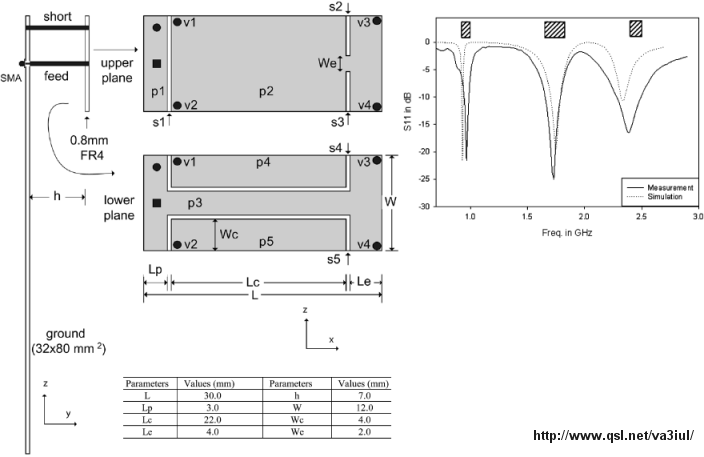 short
feed
SMA
upper
plane
0.8mm
FR4
h
lower
plane
ground
(32x80 mm 2)
z
y
s2
v1
v3
We
p1
p2
v2
v4
s1
s3
s4
v1
p4
v3
p3
W
v2
Wc
p5
v4
s5
Lp
Lc
Le
L
z
x
S11 in dB
0
-5
-10
-15
-20
-25
-30
1.0
1.5
2.0
2.5
3.0
Freq. in GHz
Measurement
Simulation
Parameters Values (mm) Parameters Values (mm)
L 30.0 h 7.0
Lp 3.0 W 12.0
Lc 22.0 Wc 4.0
Le 4.0 We 2.0
http://www.qsl.net/va3iul/